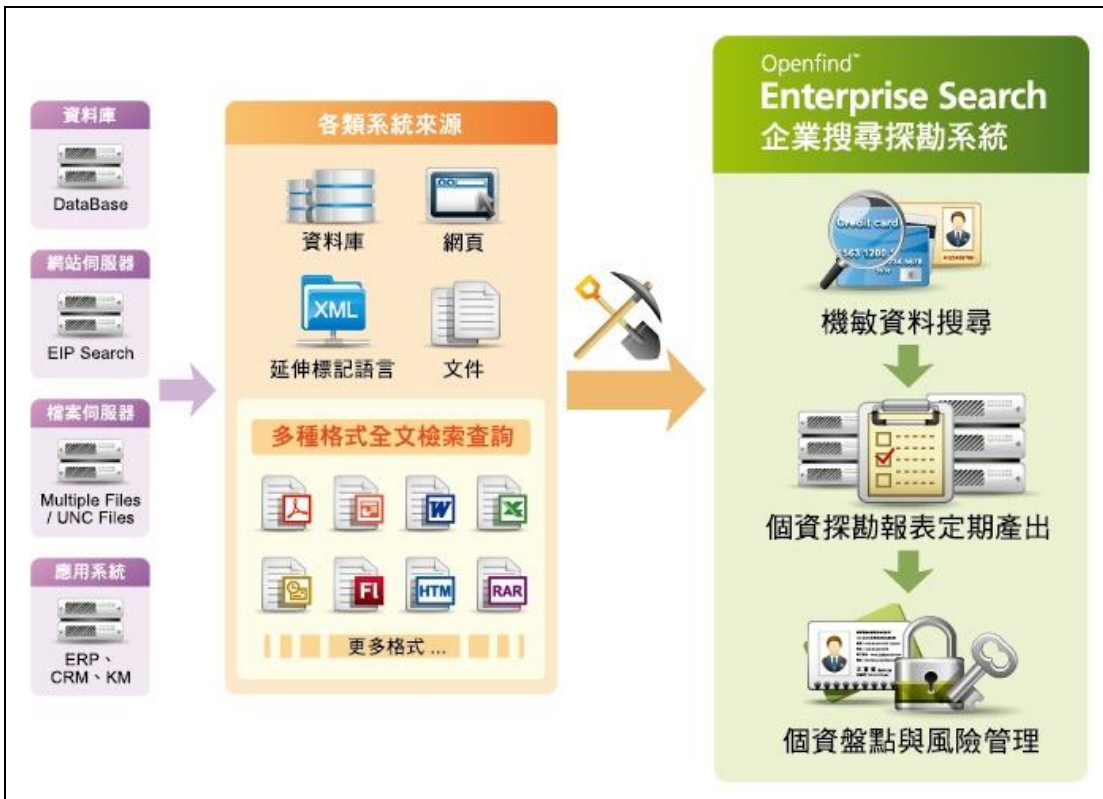 資料庫
DataBase
網站伺服器
EIP Search
檔案伺服器
Multiple Files
/ UNC Files
應用系統
ERP、
CRM、KM
各類系統來源
資料庫
網頁
XML
延伸標記語言
文件
多種格式全文檢索查詢
W
X
Fl
HTM
RAR
更多格式 ...
Openfind™
Enterprise Search
企業搜尋探勘系統
Credit card
機敏資料搜尋
個資探勘報表定期產出
個資盤點與風險管理